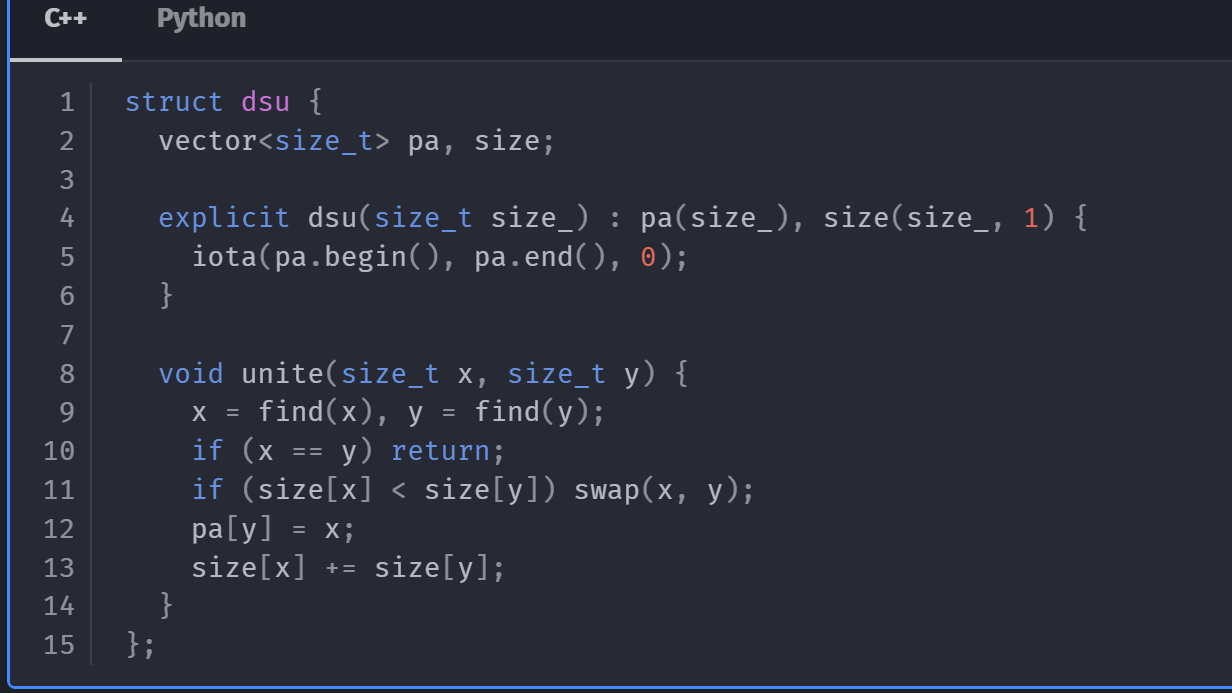 C++ Python
1 struct dsu {
2   vector<size_t> pa, size;
3
4   explicit dsu(size_t size_) : pa(size_), size(size_, 1) {
5     iota(pa.begin(), pa.end(), 0);
6   }
7
8   void unite(size_t x, size_t y) {
9     x = find(x), y = find(y);
10     if (x == y) return;
11     if (size[x] < size[y]) swap(x, y);
12     pa[y] = x;
13     size[x] += size[y];
14   }
15 };